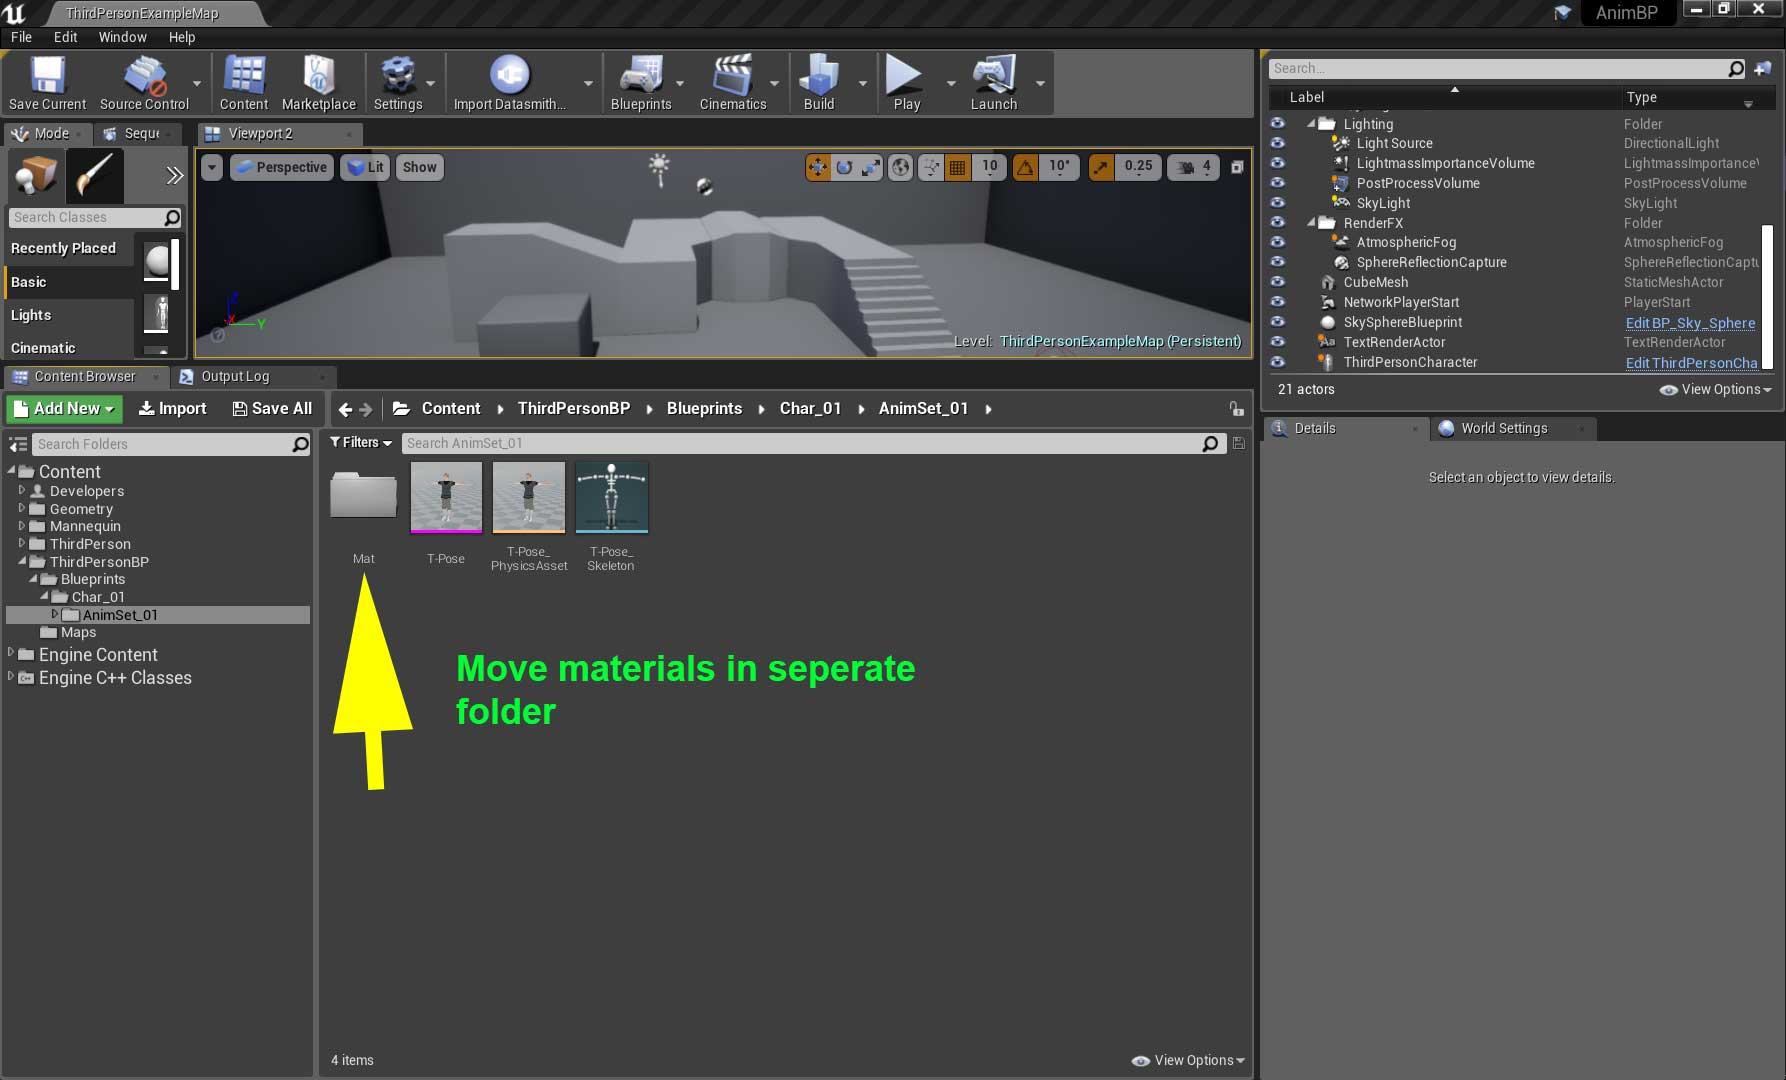 ThirdPersonExampleMap
AnimBP
File Edit Window Help
Save Current Source Control Content Marketplace Settings Import Datasmith... Blueprints Cinematics Build Play Launch
Mode Seque Viewport 2
Perspective Lit Show 10 10° 0.25 4
Search Classes
Recently Placed
Basic
Lights
Cinematic
Z
X
Y
Level: ThirdPersonExampleMap (Persistent)
Search...
Label Type
Lighting Folder
Light Source DirectionalLight
LightmassImportanceVolume LightmassImportanceV
PostProcessVolume PostProcessVolume
SkyLight SkyLight
RenderFX Folder
AtmosphericFog AtmosphericFog
SphereReflectionCapture SphereReflectionCaptu
CubeMesh StaticMeshActor
NetworkPlayerStart PlayerStart
SkySphereBlueprint Edit BP_Sky_Sphere
TextRenderActor TextRenderActor
ThirdPersonCharacter Edit ThirdPersonCha
21 actors View Options
Details World Settings
Select an object to view details.
Content Browser Output Log
Add New Import Save All Content ThirdPersonBP Blueprints Char_01 AnimSet_01
Search Folders
Filters Search AnimSet_01
Content
Developers
Geometry
Mannequin
ThirdPerson
ThirdPersonBP
Blueprints
Char_01
AnimSet_01
Maps
Engine Content
Engine C++ Classes
Mat
T-Pose
T-Pose_
PhysicsAsset
T-Pose_
Skeleton
Move materials in seperate
folder
4 items View Options